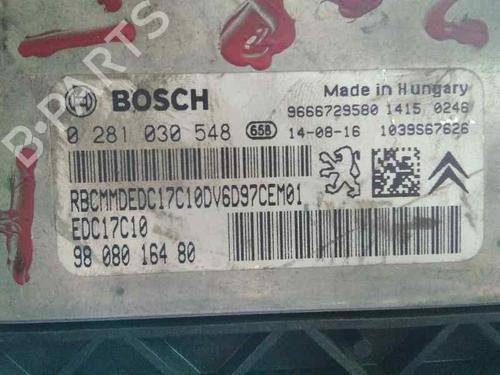 BOSCH
Made in Hungary
9666729580 1415 0246
0 281 030 548 658 14-08-16 1039S67626
RBCMMDEDC17C10DV6D97CEM01
EDC17C10
98 080 164 80
B-PARTS